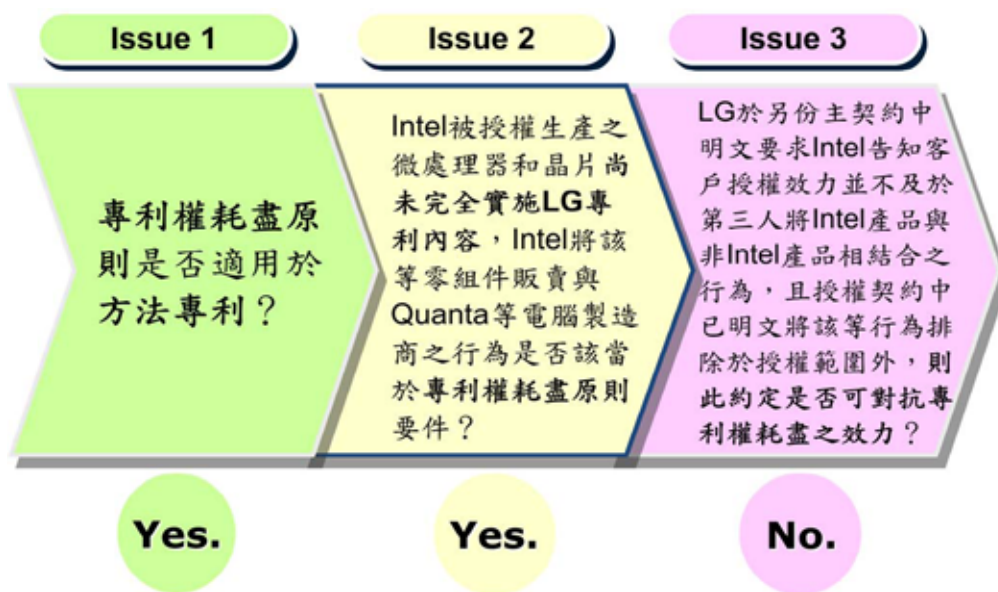 Issue 1
專利權耗盡原
則是否適用於
方法專利？
Yes.
Issue 2
Intel被授權生產之
微處理器和晶片尚
未完全實施LG專
利內容，Intel將該
等零組件販賣與
Quanta等電腦製造
商之行為是否該當
於專利權耗盡原則
要件？
Yes.
Issue 3
LG於另份主契約中
明文要求Intel告知客
戶授權效力並不及於
第三人將Intel產品與
非Intel產品相結合之
行為，且授權契約中
已明文將該等行為排
除於授權範圍外，則
此約定是否可對抗專
利權耗盡之效力？
No.